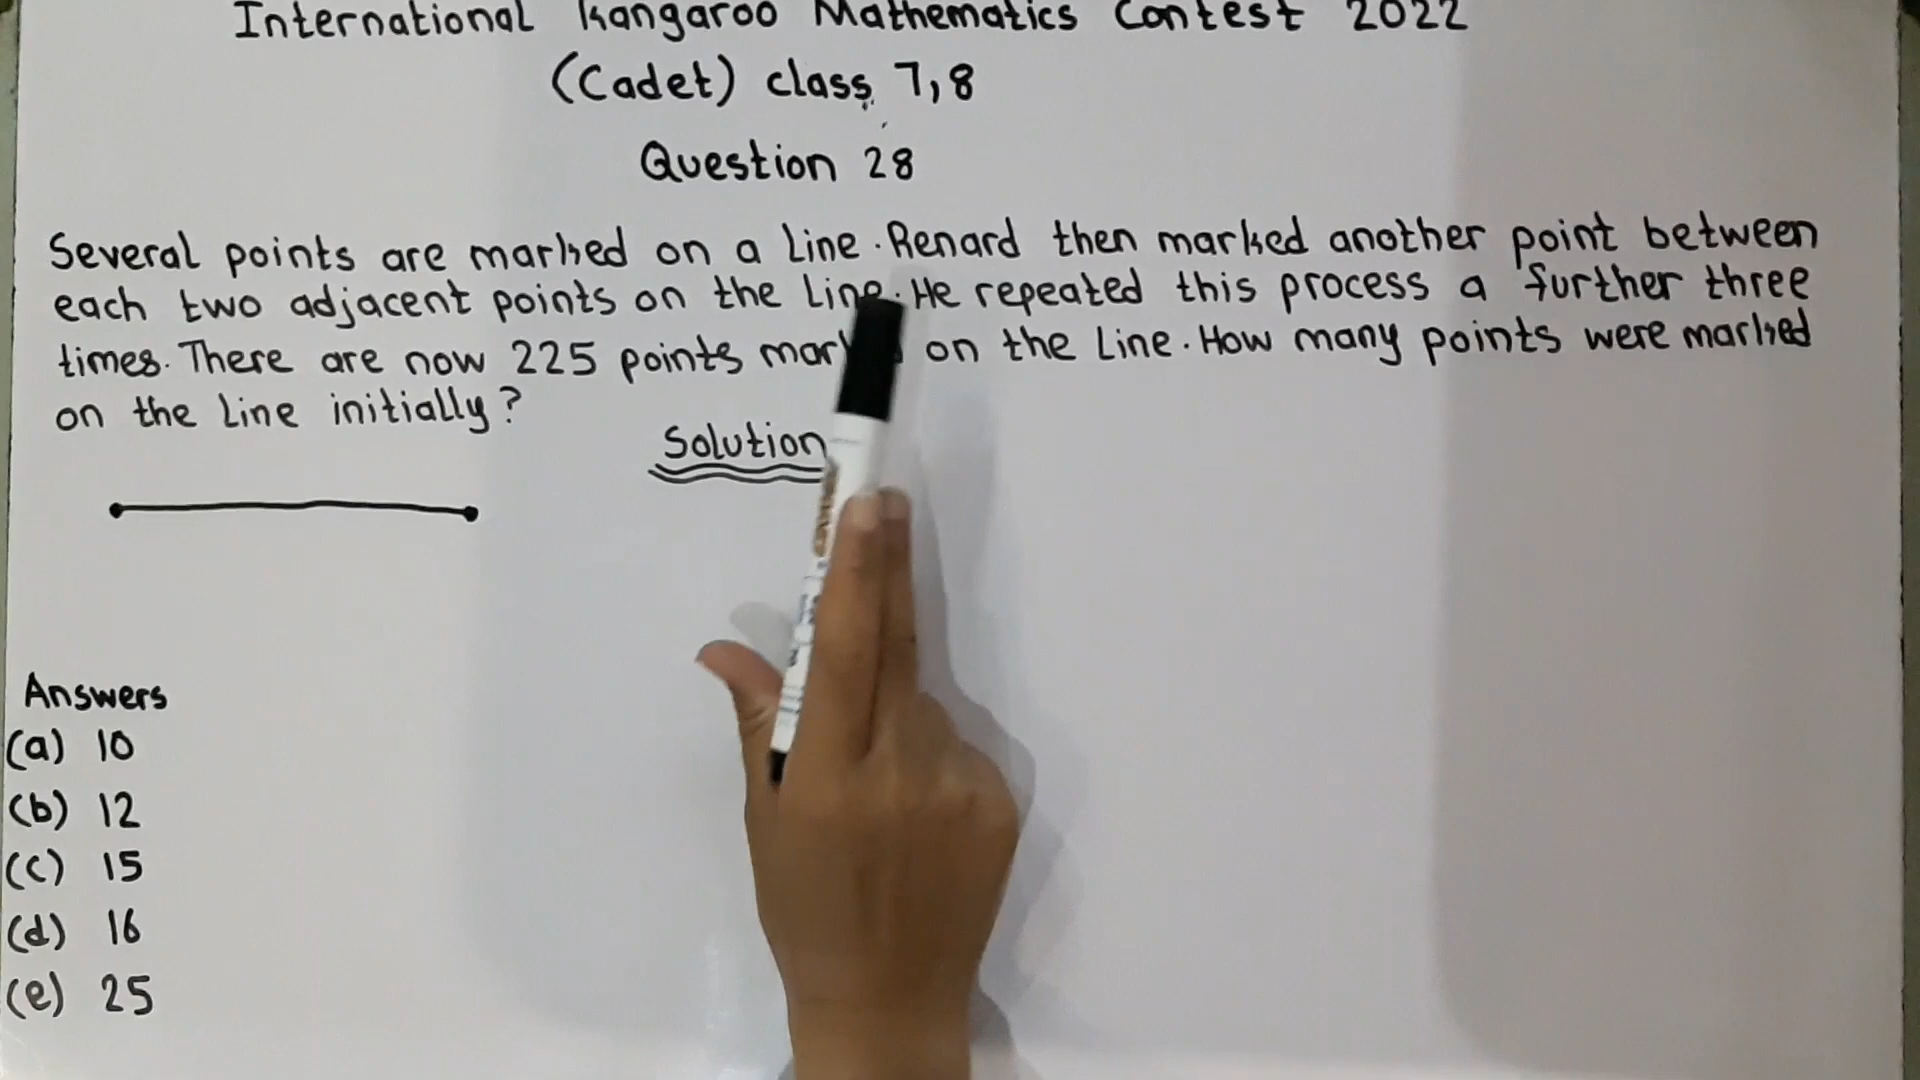 International Kangaroo Mathematics Contest 2022
(Cadet) class 7,8
Question 28
Several points are marked on a line. Renard then marked another point between
each two adjacent points on the line. He repeated this process a further three
times. There are now 225 points on the line. How many points were marked
on the line initially?
Solution
Answers
(a) 10
(b) 12
(c) 15
(d) 16
(e) 25